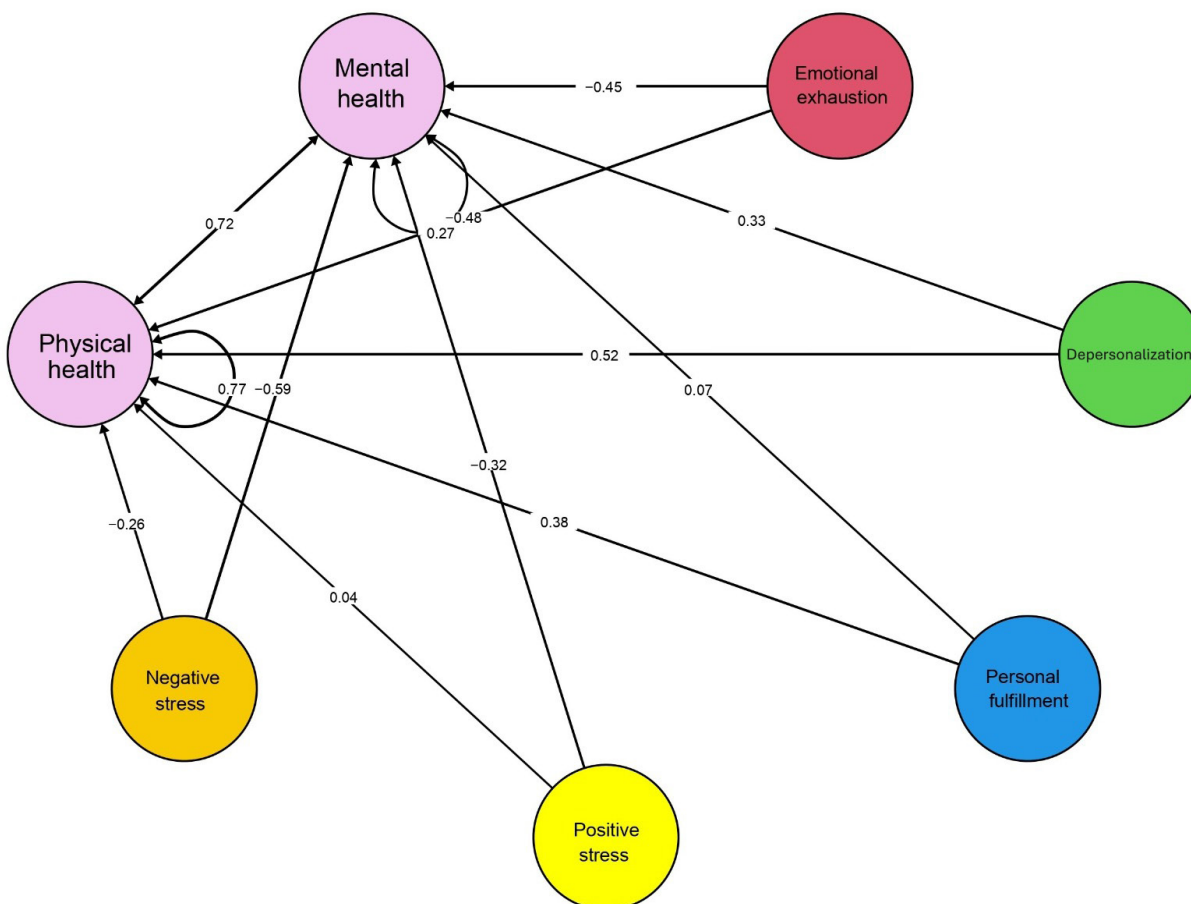 Mental
health
Emotional
exhaustion
−0.45
−0.48
0.72
0.27
0.33
Physical
health
Depersonalization
0.52
0.77
−0.59
0.07
−0.32
−0.26
0.38
0.04
Negative
stress
Personal
fulfillment
Positive
stress